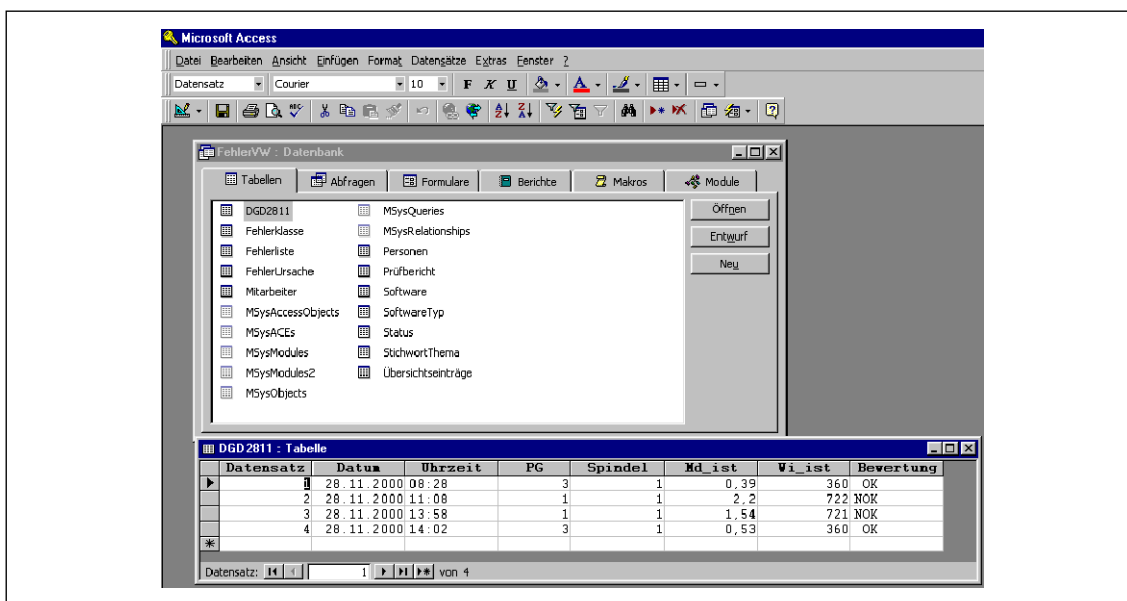 Microsoft Access
Datei Bearbeiten Ansicht Einfügen Format Datensätze Extras Fenster ?
Datensatz Courier 10 F K U
FehlerVW : Datenbank
Tabellen Abfragen Formulare Berichte Makros Module
DGD2811 MSysQueries Öffnen
Fehlerklasse MSysRelationships
Fehlerliste Personen Entwurf
FehlerUrsache Prüfbericht Neu
Mitarbeiter Software
MSysAccessObjects SoftwareTyp
MSysACEs Status
MSysModules StichwortThema
MSysModules2 Übersichtseinträge
MSysObjects
DGD2811 : Tabelle
Datensatz Datum Uhrzeit PG Spindel Md_ist Wi_ist Bewertung
1 28.11.2000 08:28 3 1 0,39 360 OK
2 28.11.2000 11:08 1 1 2,2 722 NOK
3 28.11.2000 13:58 1 1 1,54 721 NOK
4 28.11.2000 14:02 3 1 0,53 360 OK
Datensatz: 1 von 4